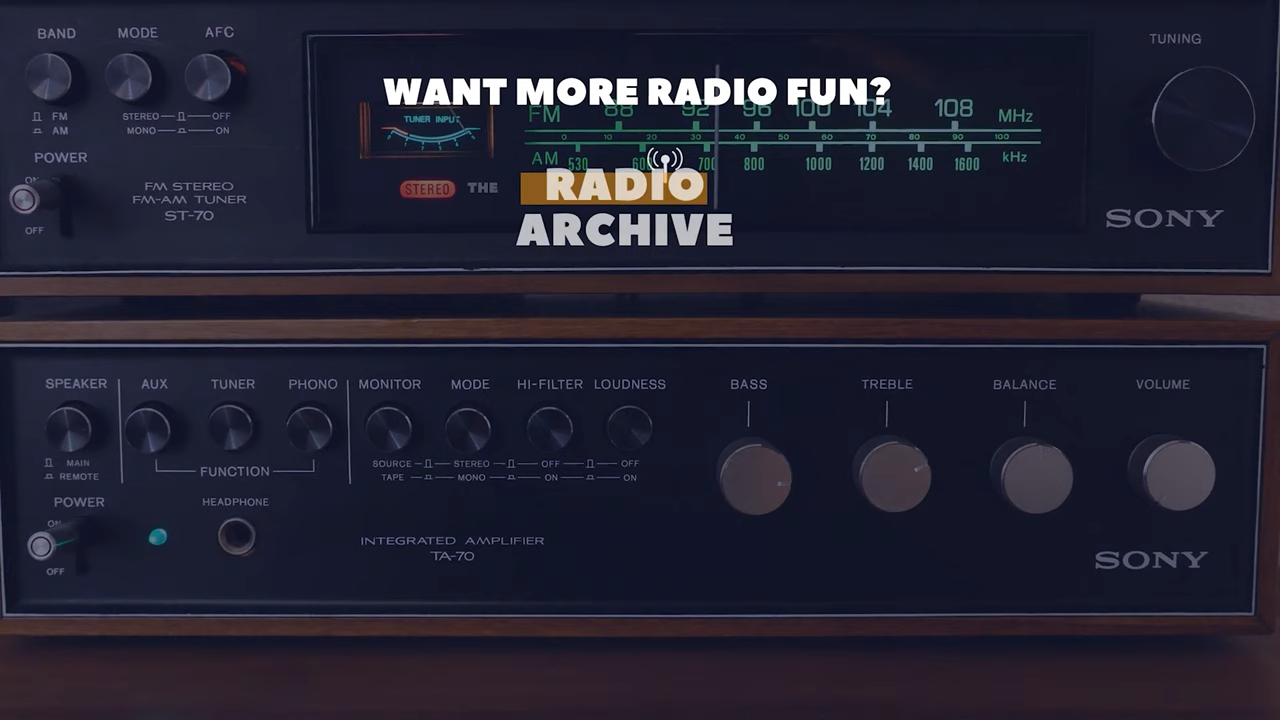 BAND MODE AFC
TUNING
WANT MORE RADIO FUN?
FM 88 92 96 100 104 108 MHz
FM STEREO OFF
AM MONO ON
TUNER INPUT
0 10 20 30 40 50 60 70 80 90 100
AM 530 600 700 800 1000 1200 1400 1600 kHz
POWER
ON
OFF
FM STEREO
FM-AM TUNER
ST-70
STEREO
THE
RADIO
ARCHIVE
SONY
SPEAKER AUX TUNER PHONO MONITOR MODE HI-FILTER LOUDNESS BASS TREBLE BALANCE VOLUME
MAIN
REMOTE
FUNCTION
SOURCE STEREO OFF OFF
TAPE MONO ON ON
POWER
ON
OFF
HEADPHONE
INTEGRATED AMPLIFIER
TA-70
SONY